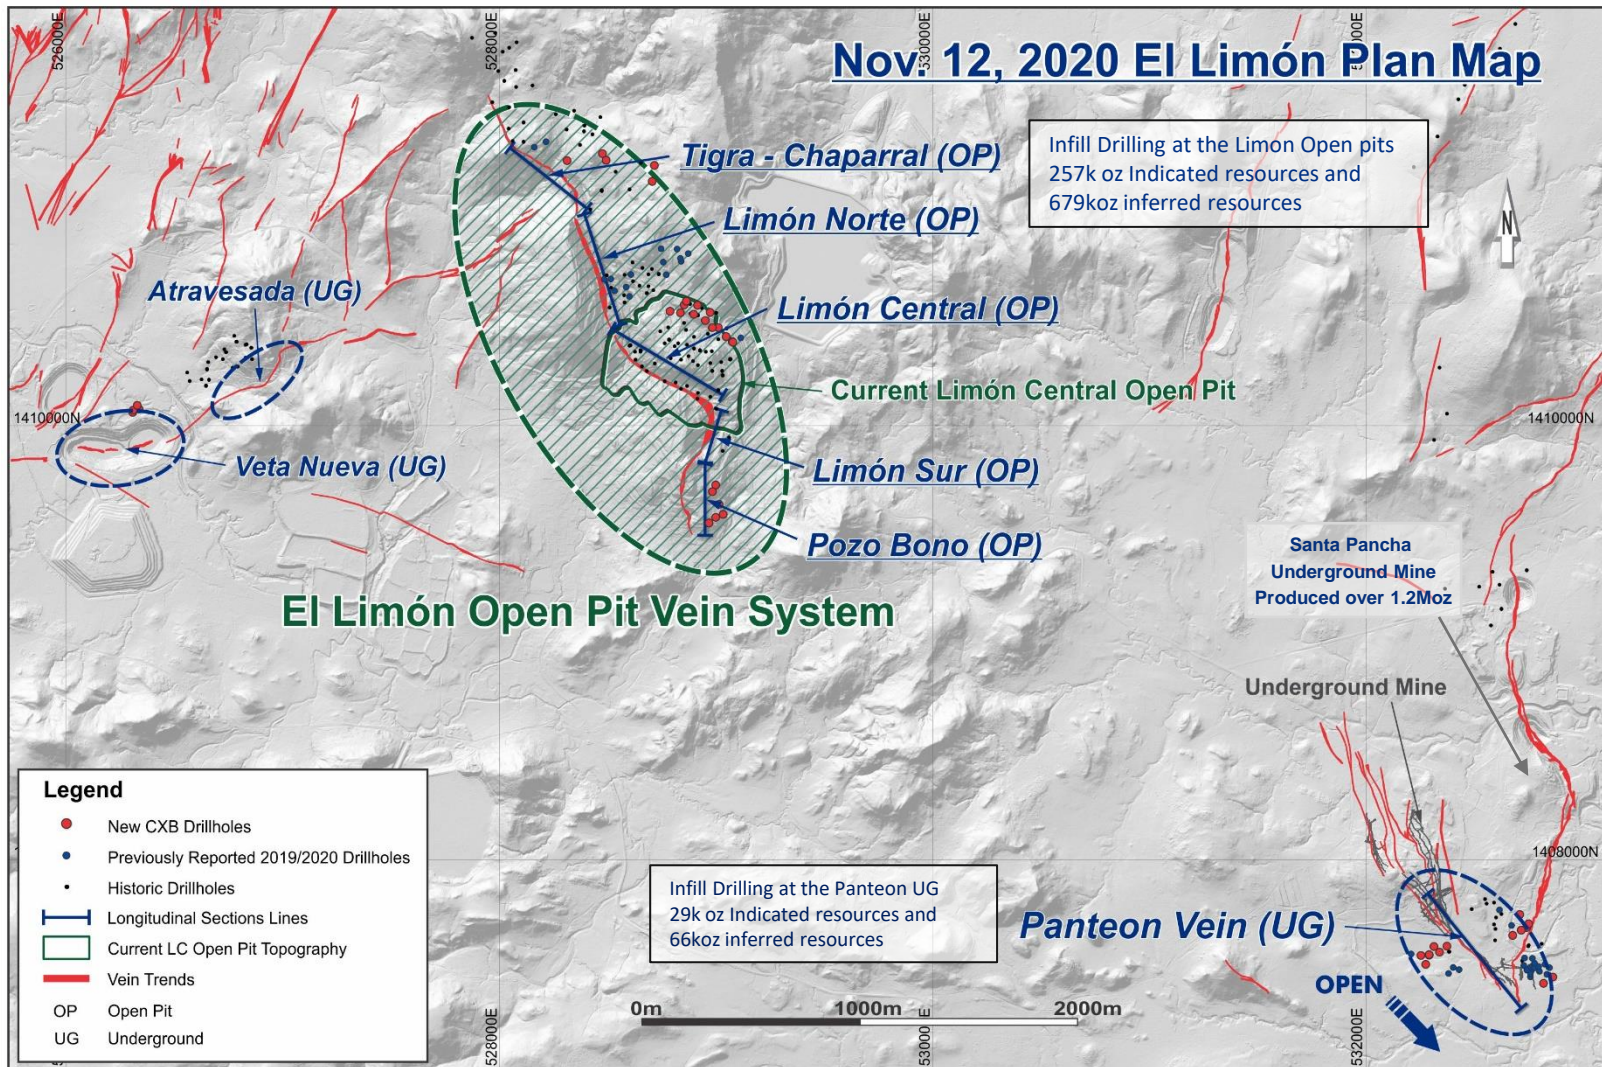 526000E
528000E
530000E
532000E
Nov. 12, 2020 El Limón Plan Map
Infill Drilling at the Limon Open pits
257k oz Indicated resources and
679koz inferred resources
N
Tigra - Chaparral (OP)
Limón Norte (OP)
Atravesada (UG)
Limón Central (OP)
Current Limón Central Open Pit
1410000N
1410000N
Veta Nueva (UG)
Limón Sur (OP)
Pozo Bono (OP)
El Limón Open Pit Vein System
Santa Pancha
Underground Mine
Produced over 1.2Moz
Underground Mine
Legend
New CXB Drillholes
Previously Reported 2019/2020 Drillholes
Historic Drillholes
Longitudinal Sections Lines
Current LC Open Pit Topography
Vein Trends
OP Open Pit
UG Underground
1408000N
Infill Drilling at the Panteon UG
29k oz Indicated resources and
66koz inferred resources
Panteon Vein (UG)
OPEN
0m 1000m 2000m
528000E
530000E
532000E